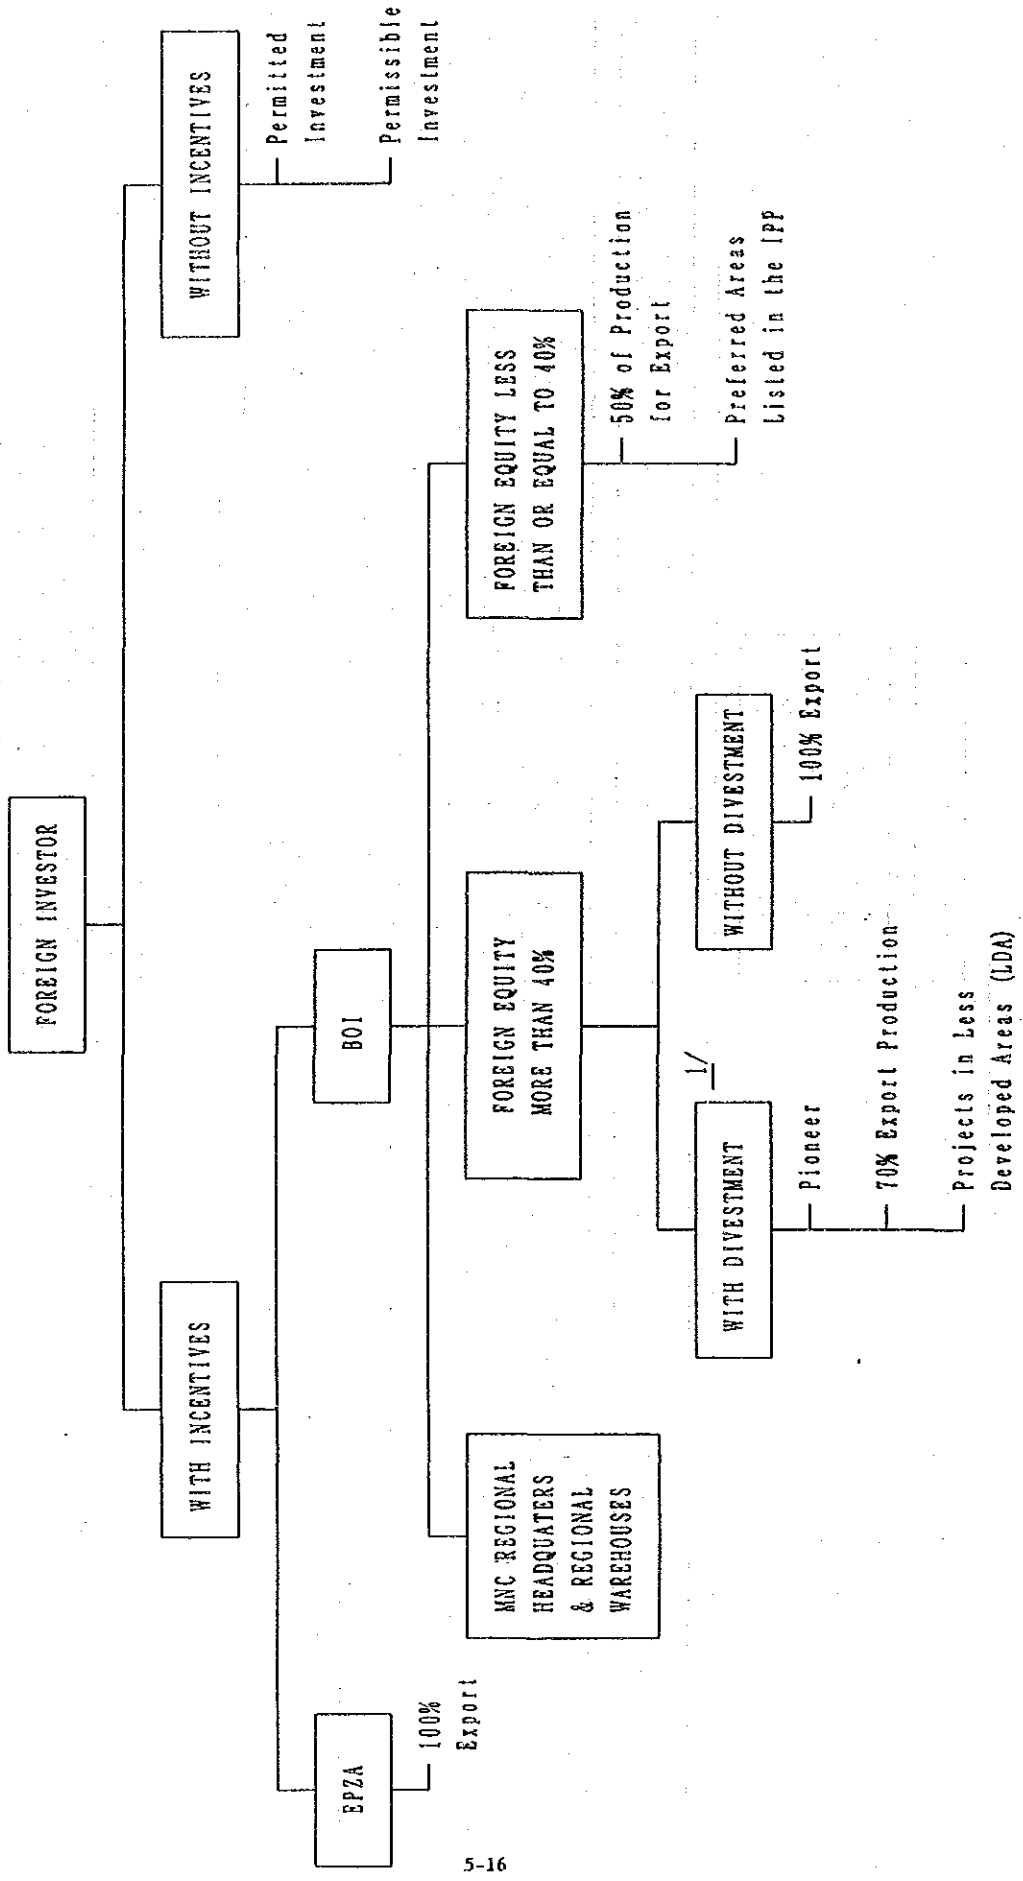 FOREIGN INVESTOR
WITH INCENTIVES
WITHOUT INCENTIVES
Permitted
Investment
Permissible
Investment
EPZA
100%
Export
BOI
MNC REGIONAL
HEADQUATERS
& REGIONAL
WAREHOUSES
FOREIGN EQUITY
MORE THAN 40%
FOREIGN EQUITY LESS
THAN OR EQUAL TO 40%
50% of Production
for Export
Preferred Areas
Listed in the IPP
WITH DIVESTMENT
1/
Pioneer
70% Export Production
Projects in Less
Developed Areas (LDA)
WITHOUT DIVESTMENT
100% Export
5-16